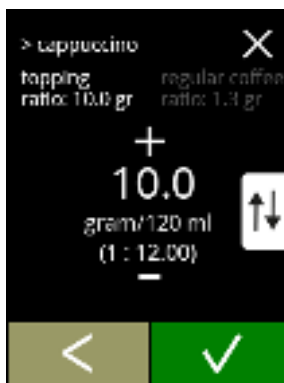 > cappuccino
topping regular coffee
ratio: 10.0 gr ratio: 1.3 gr
+
10.0
gram/120 ml
(1 : 12.00)
−
<